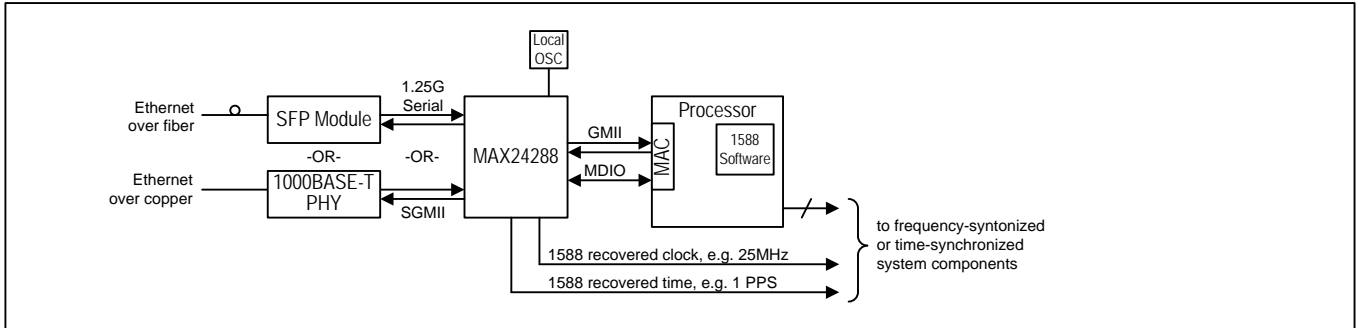 Local
OSC
1.25G
Serial
Ethernet
over fiber
SFP Module
Processor
GMII
1588
Software
-OR-
-OR-
MAX24288
MAC
MDIO
Ethernet
over copper
1000BASE-T
PHY
SGMII
to frequency-syntonized
or time-synchronized
system components
1588 recovered clock, e.g. 25MHz
1588 recovered time, e.g. 1 PPS